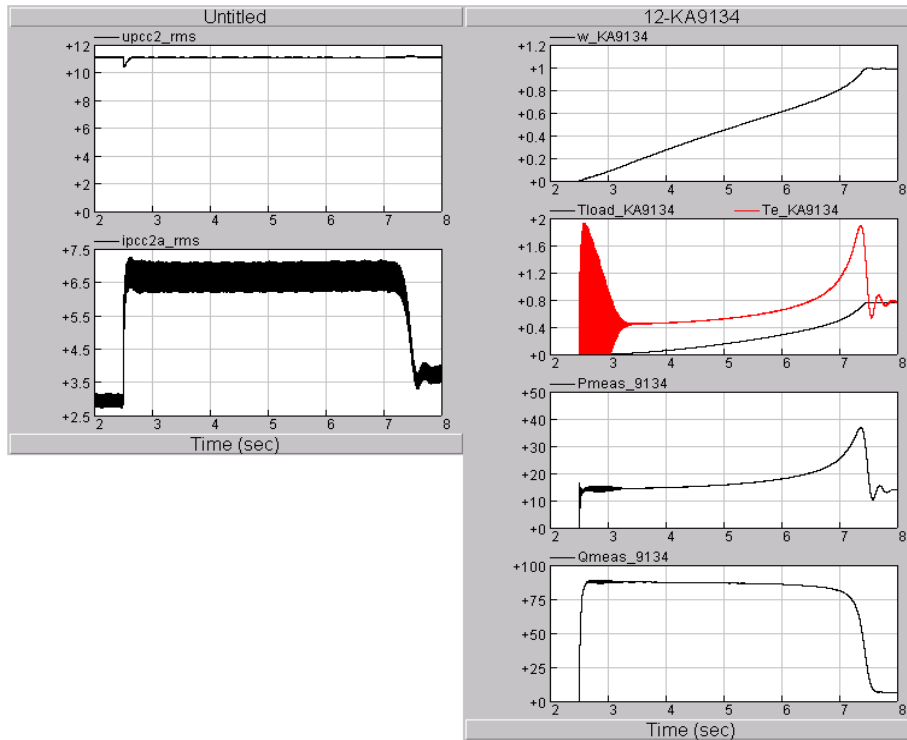 Untitled
upcc2_rms
+12
+10
+8
+6
+4
+2
+0
2 3 4 5 6 7 8
ipcc2a_rms
+7.5
+6.5
+5.5
+4.5
+3.5
+2.5
2 3 4 5 6 7 8
Time (sec)
12-KA9134
w_KA9134
+1.2
+1
+0.8
+0.6
+0.4
+0.2
+0
2 3 4 5 6 7 8
Tload_KA9134 Te_KA9134
+2
+1.6
+1.2
+0.8
+0.4
+0
2 3 4 5 6 7 8
Pmeas_9134
+50
+40
+30
+20
+10
+0
2 3 4 5 6 7 8
Qmeas_9134
+100
+75
+50
+25
+0
2 3 4 5 6 7 8
Time (sec)